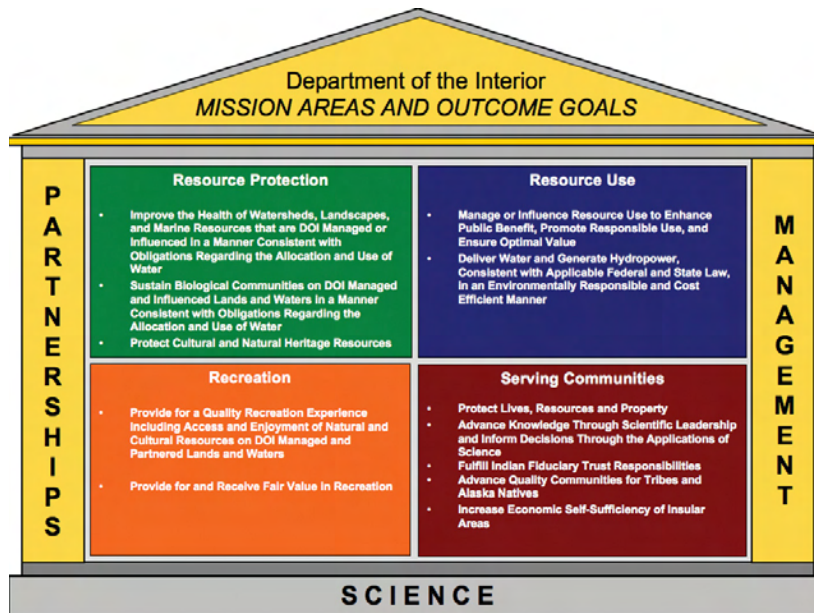 Department of the Interior
MISSION AREAS AND OUTCOME GOALS
PARTNERSHIPS
Resource Protection
• Improve the Health of Watersheds, Landscapes,
and Marine Resources that are DOI Managed or
Influenced in a Manner Consistent with
Obligations Regarding the Allocation and Use of
Water
• Sustain Biological Communities on DOI Managed
and Influenced Lands and Waters in a Manner
Consistent with Obligations Regarding the
Allocation and Use of Water
• Protect Cultural and Natural Heritage Resources
Resource Use
• Manage or Influence Resource Use to Enhance
Public Benefit, Promote Responsible Use, and
Ensure Optimal Value
• Deliver Water and Generate Hydropower,
Consistent with Applicable Federal and State Law,
in an Environmentally Responsible and Cost
Efficient Manner
Recreation
• Provide for a Quality Recreation Experience
Including Access and Enjoyment of Natural and
Cultural Resources on DOI Managed and
Partnered Lands and Waters
• Provide for and Receive Fair Value in Recreation
Serving Communities
• Protect Lives, Resources and Property
• Advance Knowledge Through Scientific Leadership
and Inform Decisions Through the Applications of
Science
• Fulfill Indian Fiduciary Trust Responsibilities
• Advance Quality Communities for Tribes and
Alaska Natives
• Increase Economic Self-Sufficiency of Insular
Areas
MANAGEMENT
SCIENCE